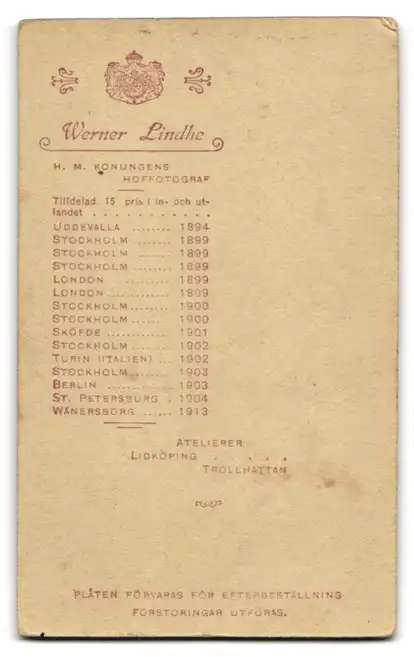 Werner Lindhe
H. M. KONUNGENS
HOFFOTOGRAF
Tilldelad 15 pris i in- och ut-
landet . . . . . . . . . . .
UDDEVALLA ........ 1894
STOCKHOLM ....... 1899
STOCKHOLM ....... 1899
STOCKHOLM ....... 1899
LONDON ......... 1899
LONDON .......... 1899
STOCKHOLM ....... 1900
STOCKHOLM ....... 1900
SKÖFDE ............ 1901
STOCKHOLM ....... 1902
TURIN (ITALIEN) ... 1902
STOCKHOLM ....... 1903
BERLIN ............ 1903
ST. PETERSBURG . 1904
WÄNERSBORG ...... 1913
ATELIERER
LIDKÖPING . . . . .
TROLLHÄTTAN
PLÅTEN FÖRVARAS FÖR EFTERBESTÄLLNING
FÖRSTORINGAR UTFÖRAS.